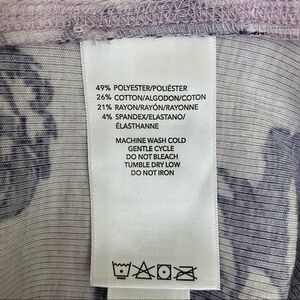 49% POLYESTER/POLIÉSTER
26% COTTON/ALGODON/COTON
21% RAYON/RAYÓN/RAYONNE
4% SPANDEX/ELASTANO/
ÉLASTHANNE
MACHINE WASH COLD
GENTLE CYCLE
DO NOT BLEACH
TUMBLE DRY LOW
DO NOT IRON